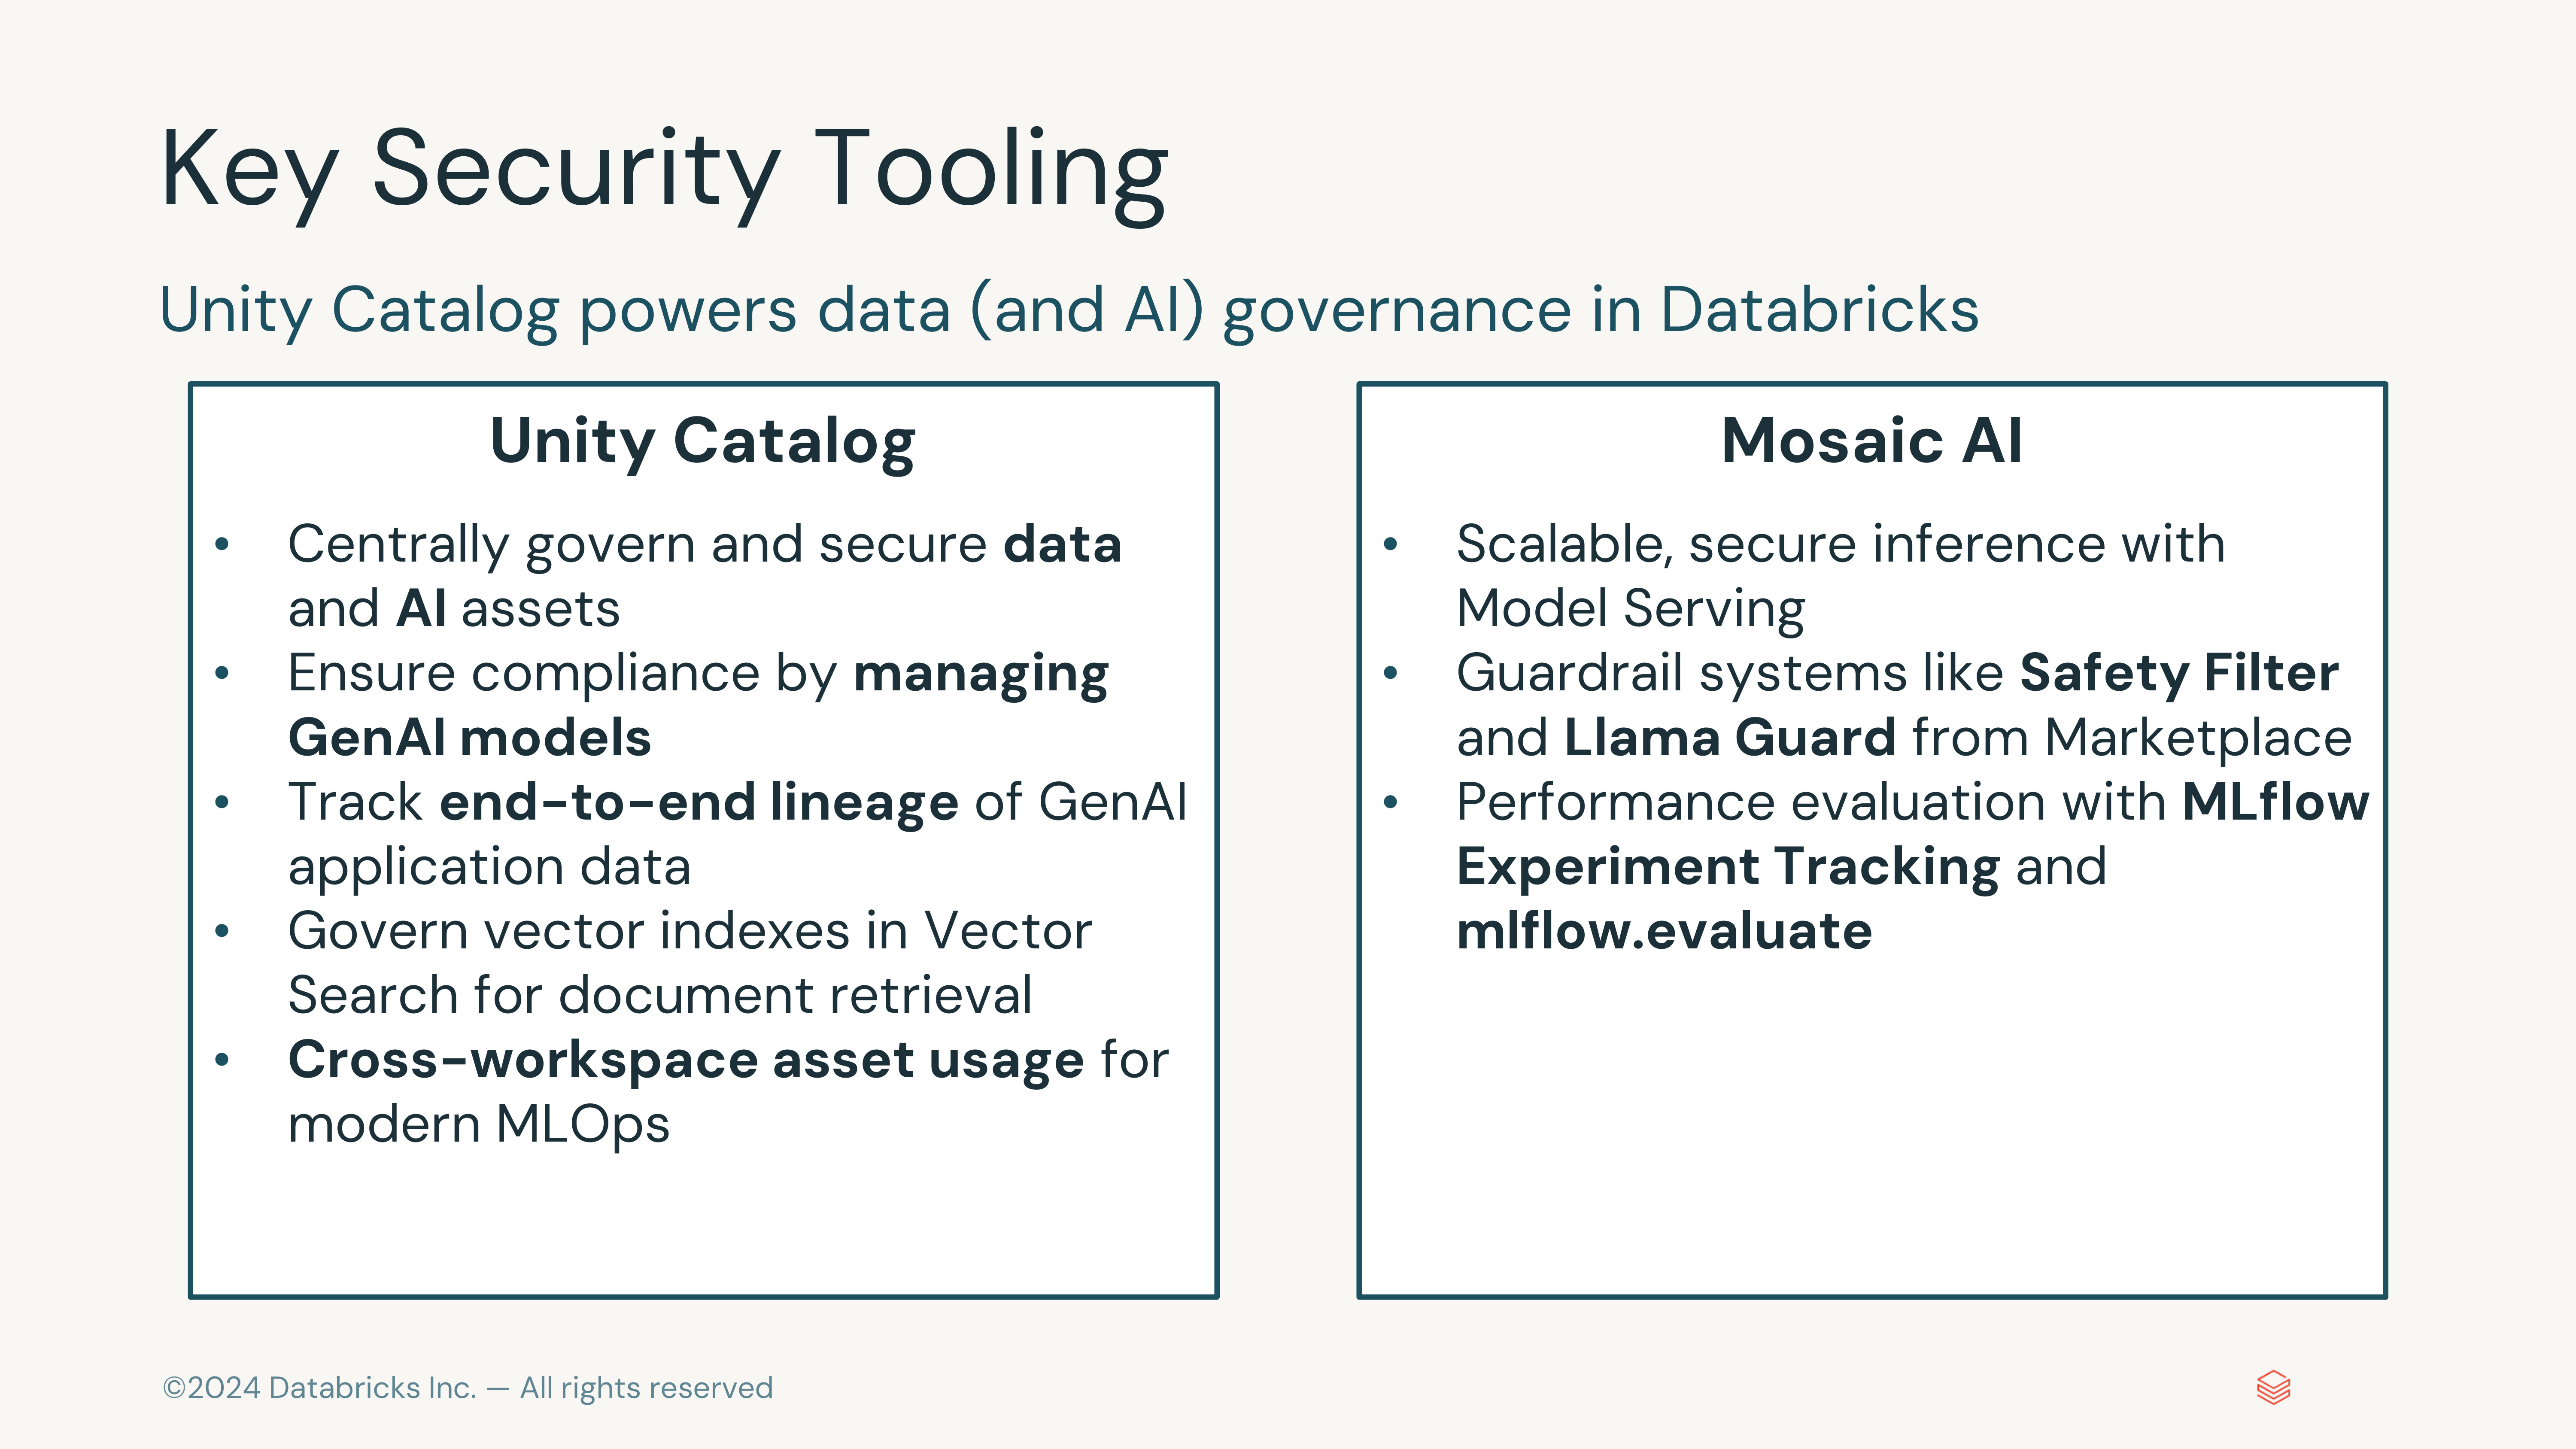 Key Security Tooling
Unity Catalog powers data (and AI) governance in Databricks
Unity Catalog
• Centrally govern and secure data
and AI assets
• Ensure compliance by managing
GenAI models
• Track end-to-end lineage of GenAI
application data
• Govern vector indexes in Vector
Search for document retrieval
• Cross-workspace asset usage for
modern MLOps
Mosaic AI
• Scalable, secure inference with
Model Serving
• Guardrail systems like Safety Filter
and Llama Guard from Marketplace
• Performance evaluation with MLflow
Experiment Tracking and
mlflow.evaluate
©2024 Databricks Inc. — All rights reserved